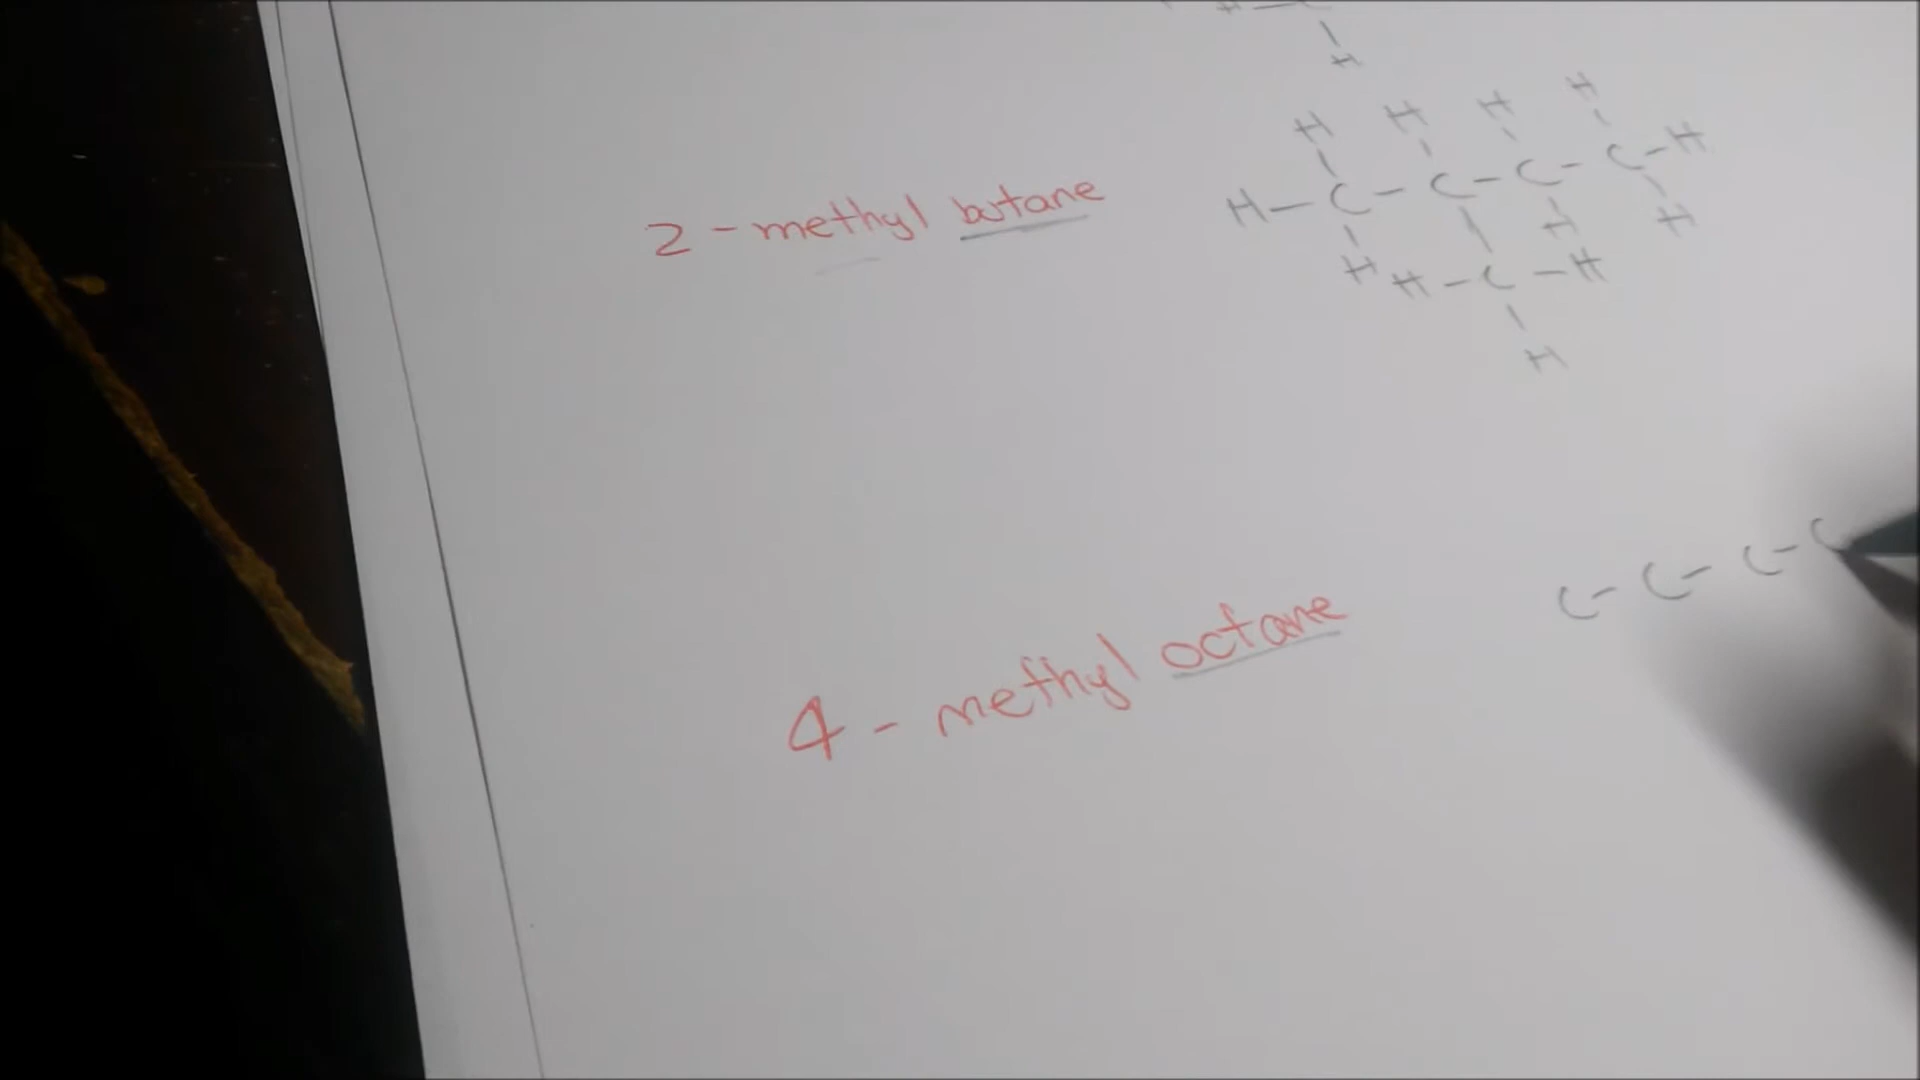 H - C
H
H H H H
2 - methyl butane H - C - C - C - C - H
H H H
H - C - H
H
4 - methyl octane C - C - C - C